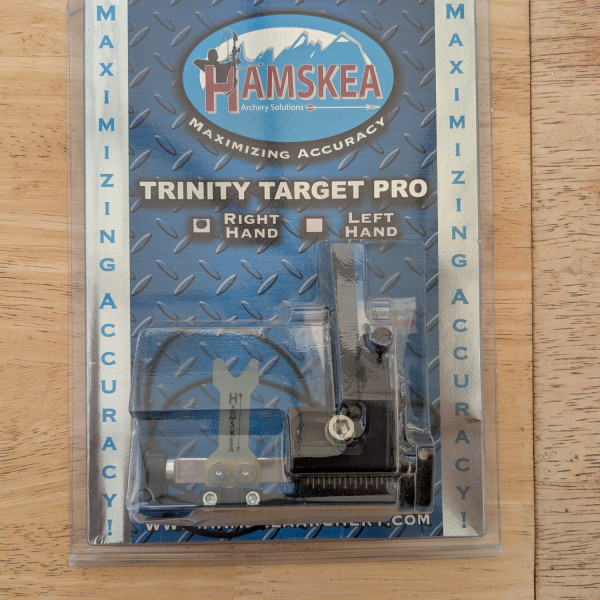 MAXIMIZING ACCURACY!
HAMSKEA
Archery Solutions
MAXIMIZING ACCURACY
TRINITY TARGET PRO
RIGHT HAND
LEFT HAND
HAMSKEA
MAXIMIZING ACCURACY!